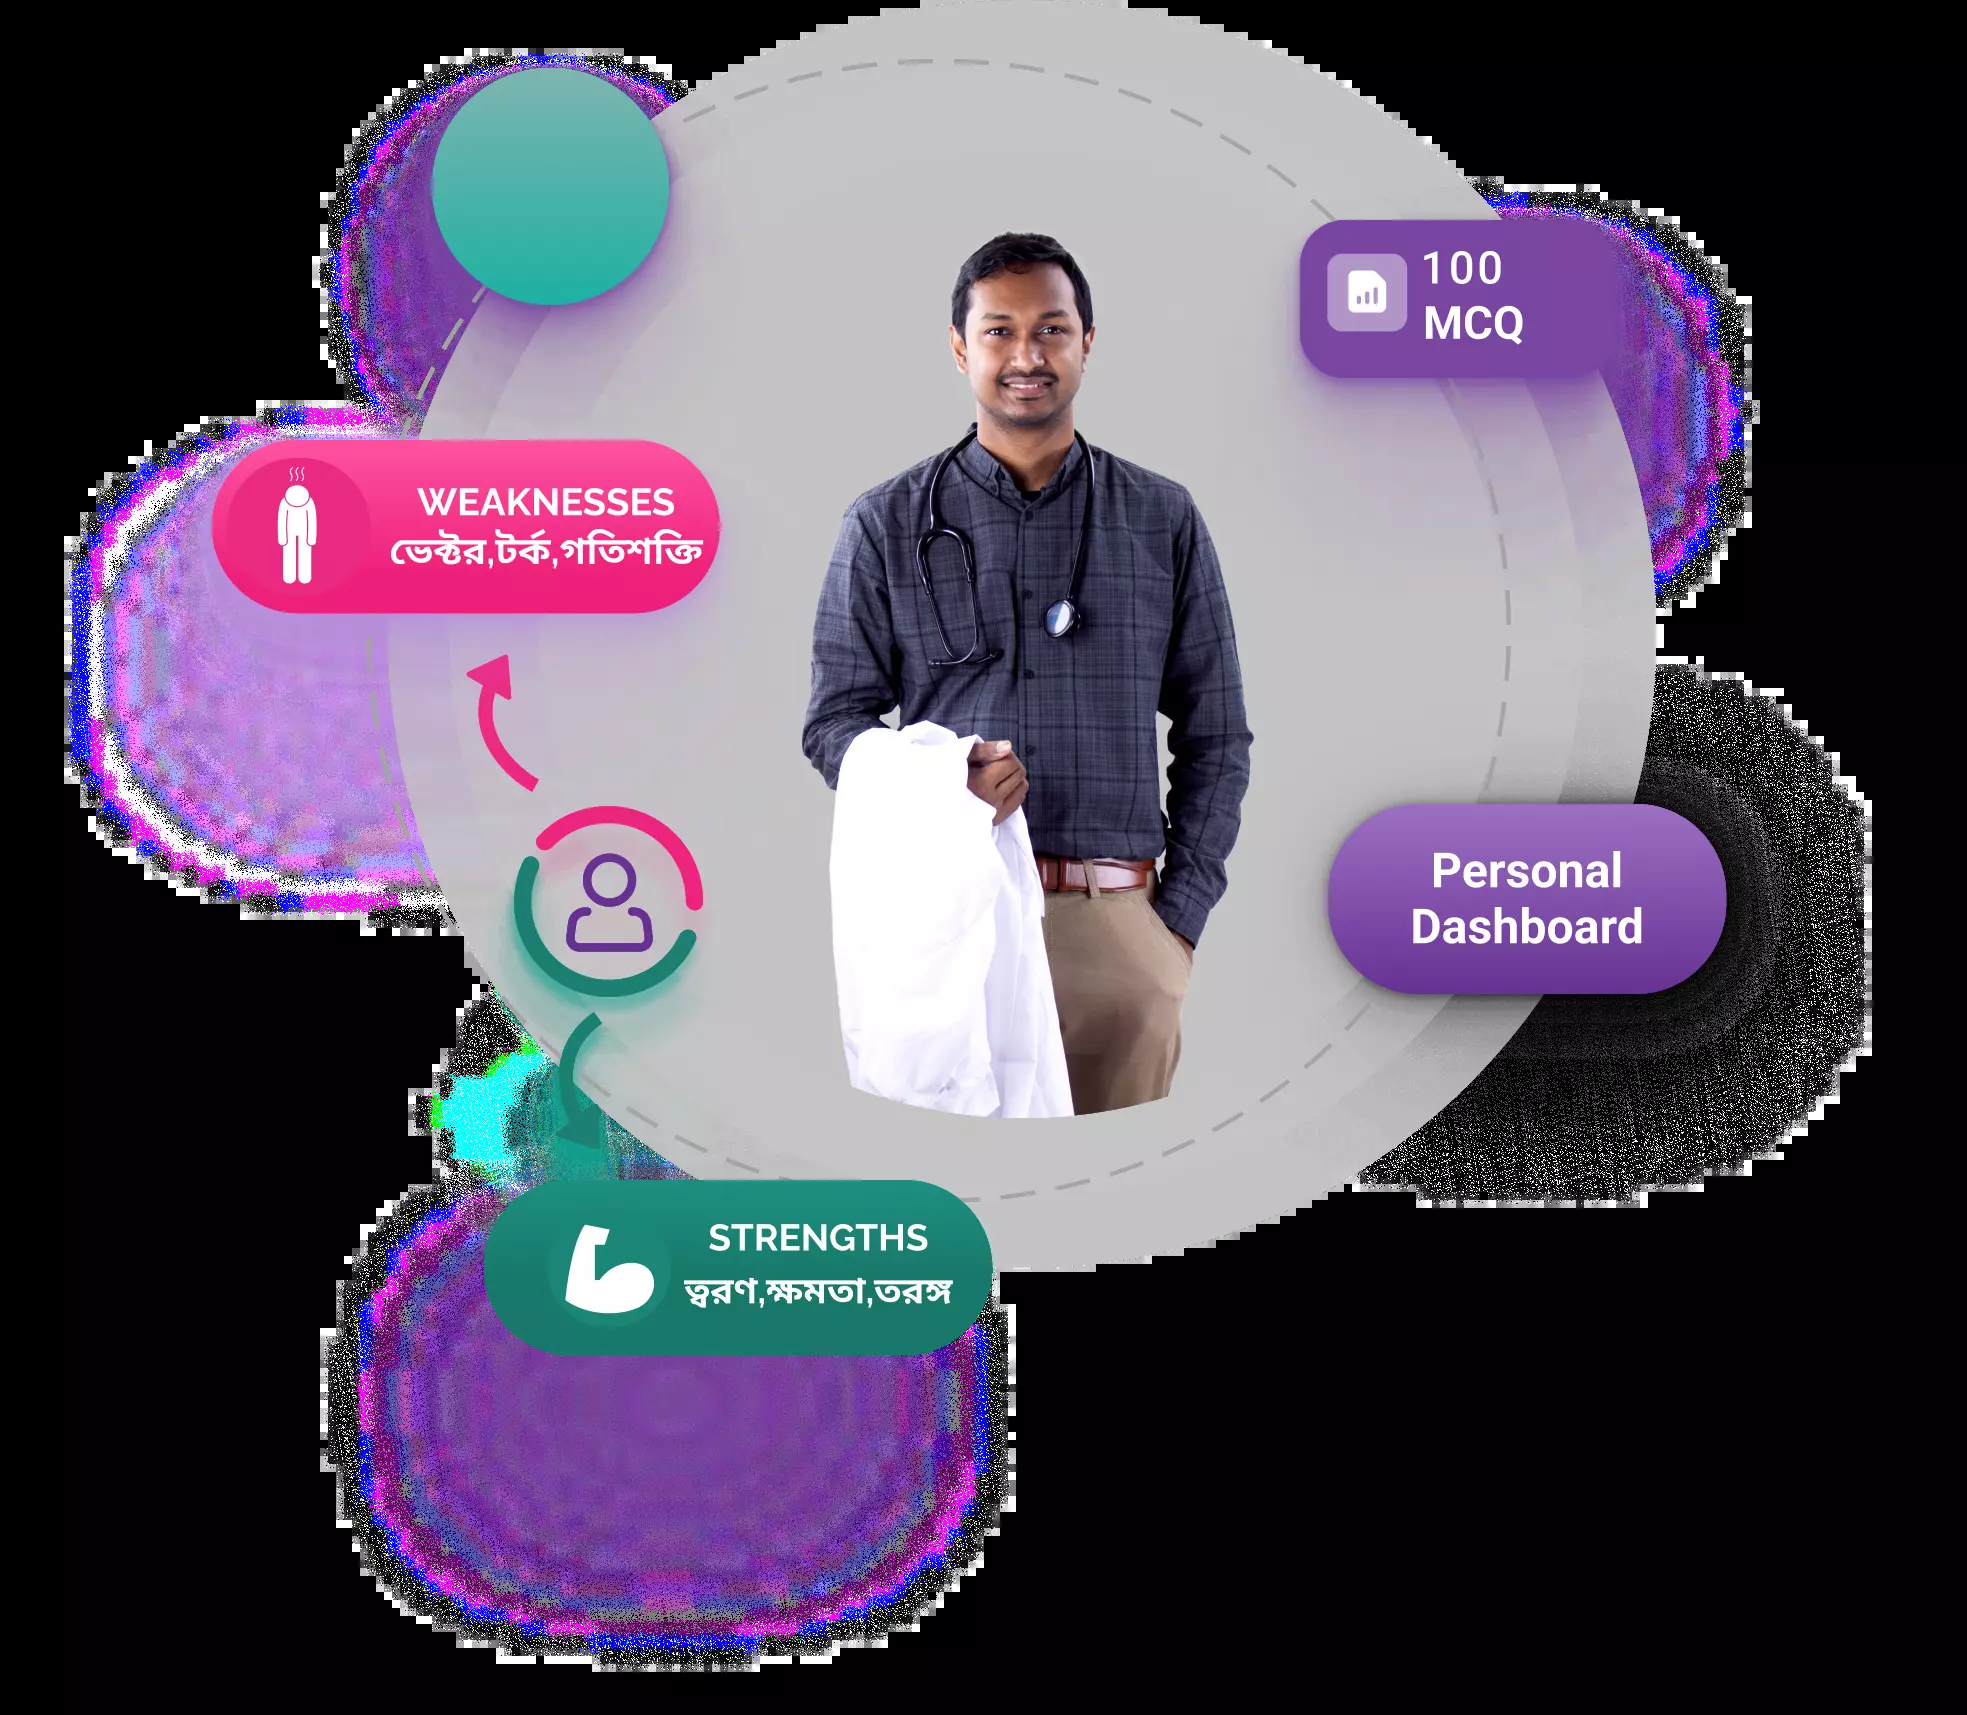 100
MCQ
WEAKNESSES
ভেক্টর,টর্ক,গতিশক্তি
Personal
Dashboard
STRENGTHS
ত্বরণ,ক্ষমতা,তরঙ্গ